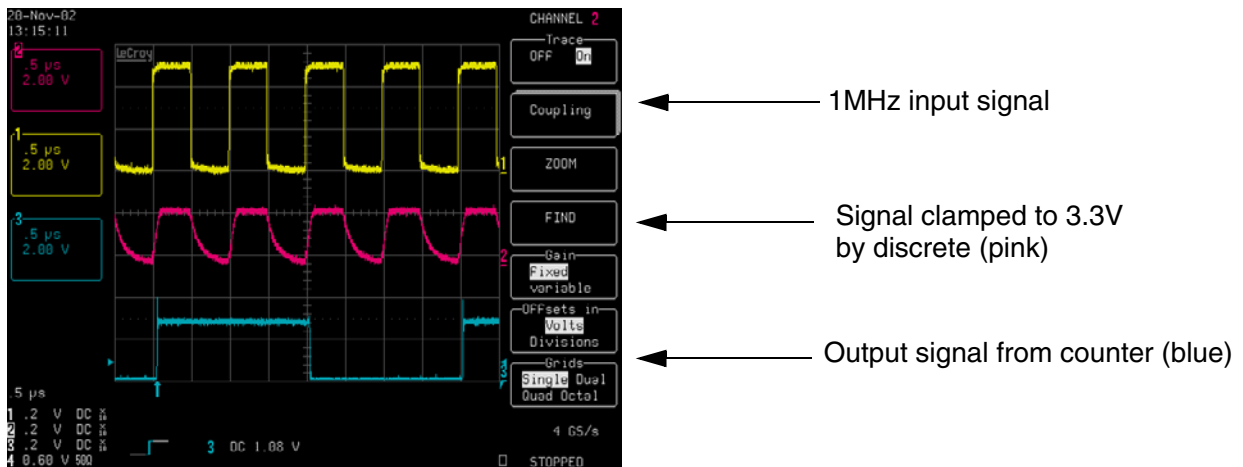 28-Nov-02
13:15:11
2
.5 µs
2.00 V
1
.5 µs
2.00 V
3
.5 µs
2.00 V
LeCroy
1
2
3
CHANNEL 2
Trace
OFF On
Coupling
ZOOM
FIND
Gain
Fixed
variable
OFFsets in
Volts
Divisions
Grids
Single Dual
Quad Octal
4 GS/s
STOPPED
.5 µs
1 .2 V DC
2 .2 V DC
3 .2 V DC
4 0.60 V 50Ω
3 DC 1.08 V
1MHz input signal
Signal clamped to 3.3V
by discrete (pink)
Output signal from counter (blue)